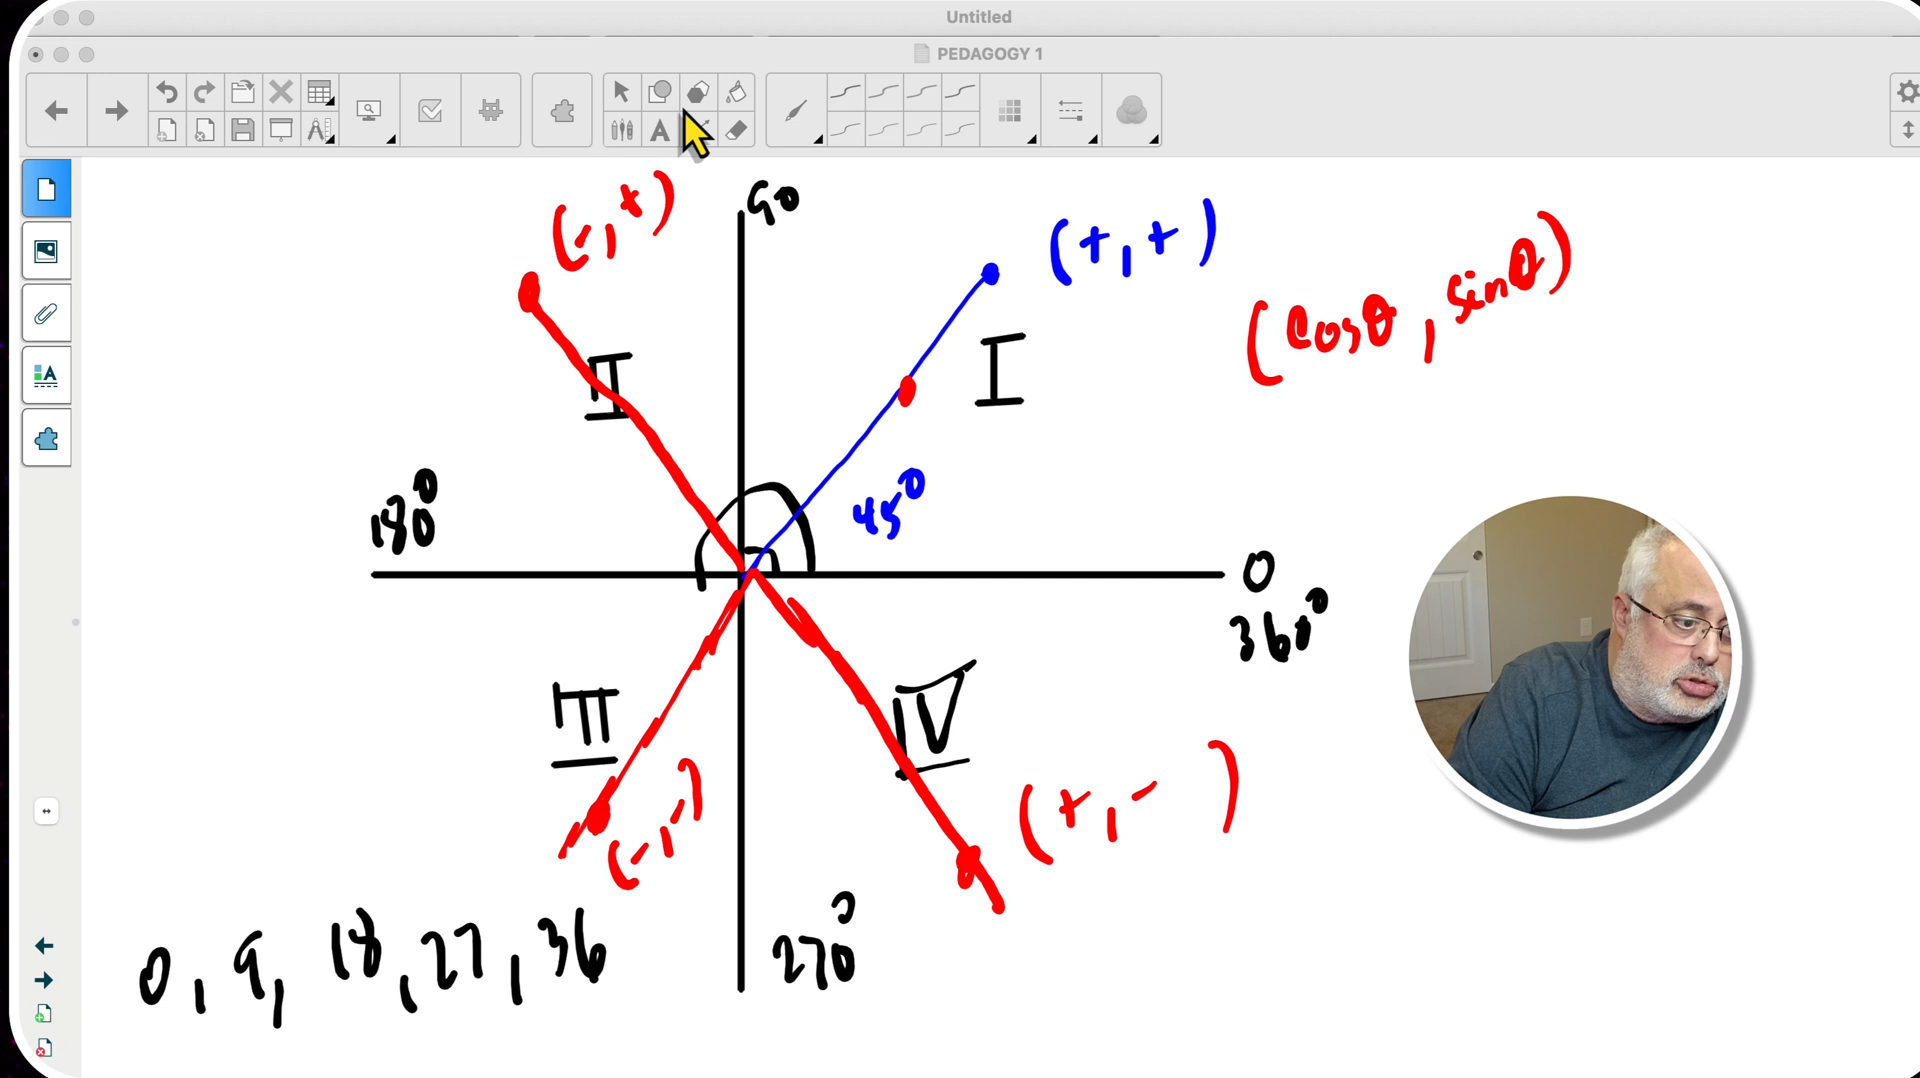 Untitled
PEDAGOGY 1
A
A
(-,+)
90
(+,+)
(cosθ, sinθ)
II
I
180°
45°
0
360°
III
IV
(-,-)
(+,-)
270°
0, 9, 18, 27, 36